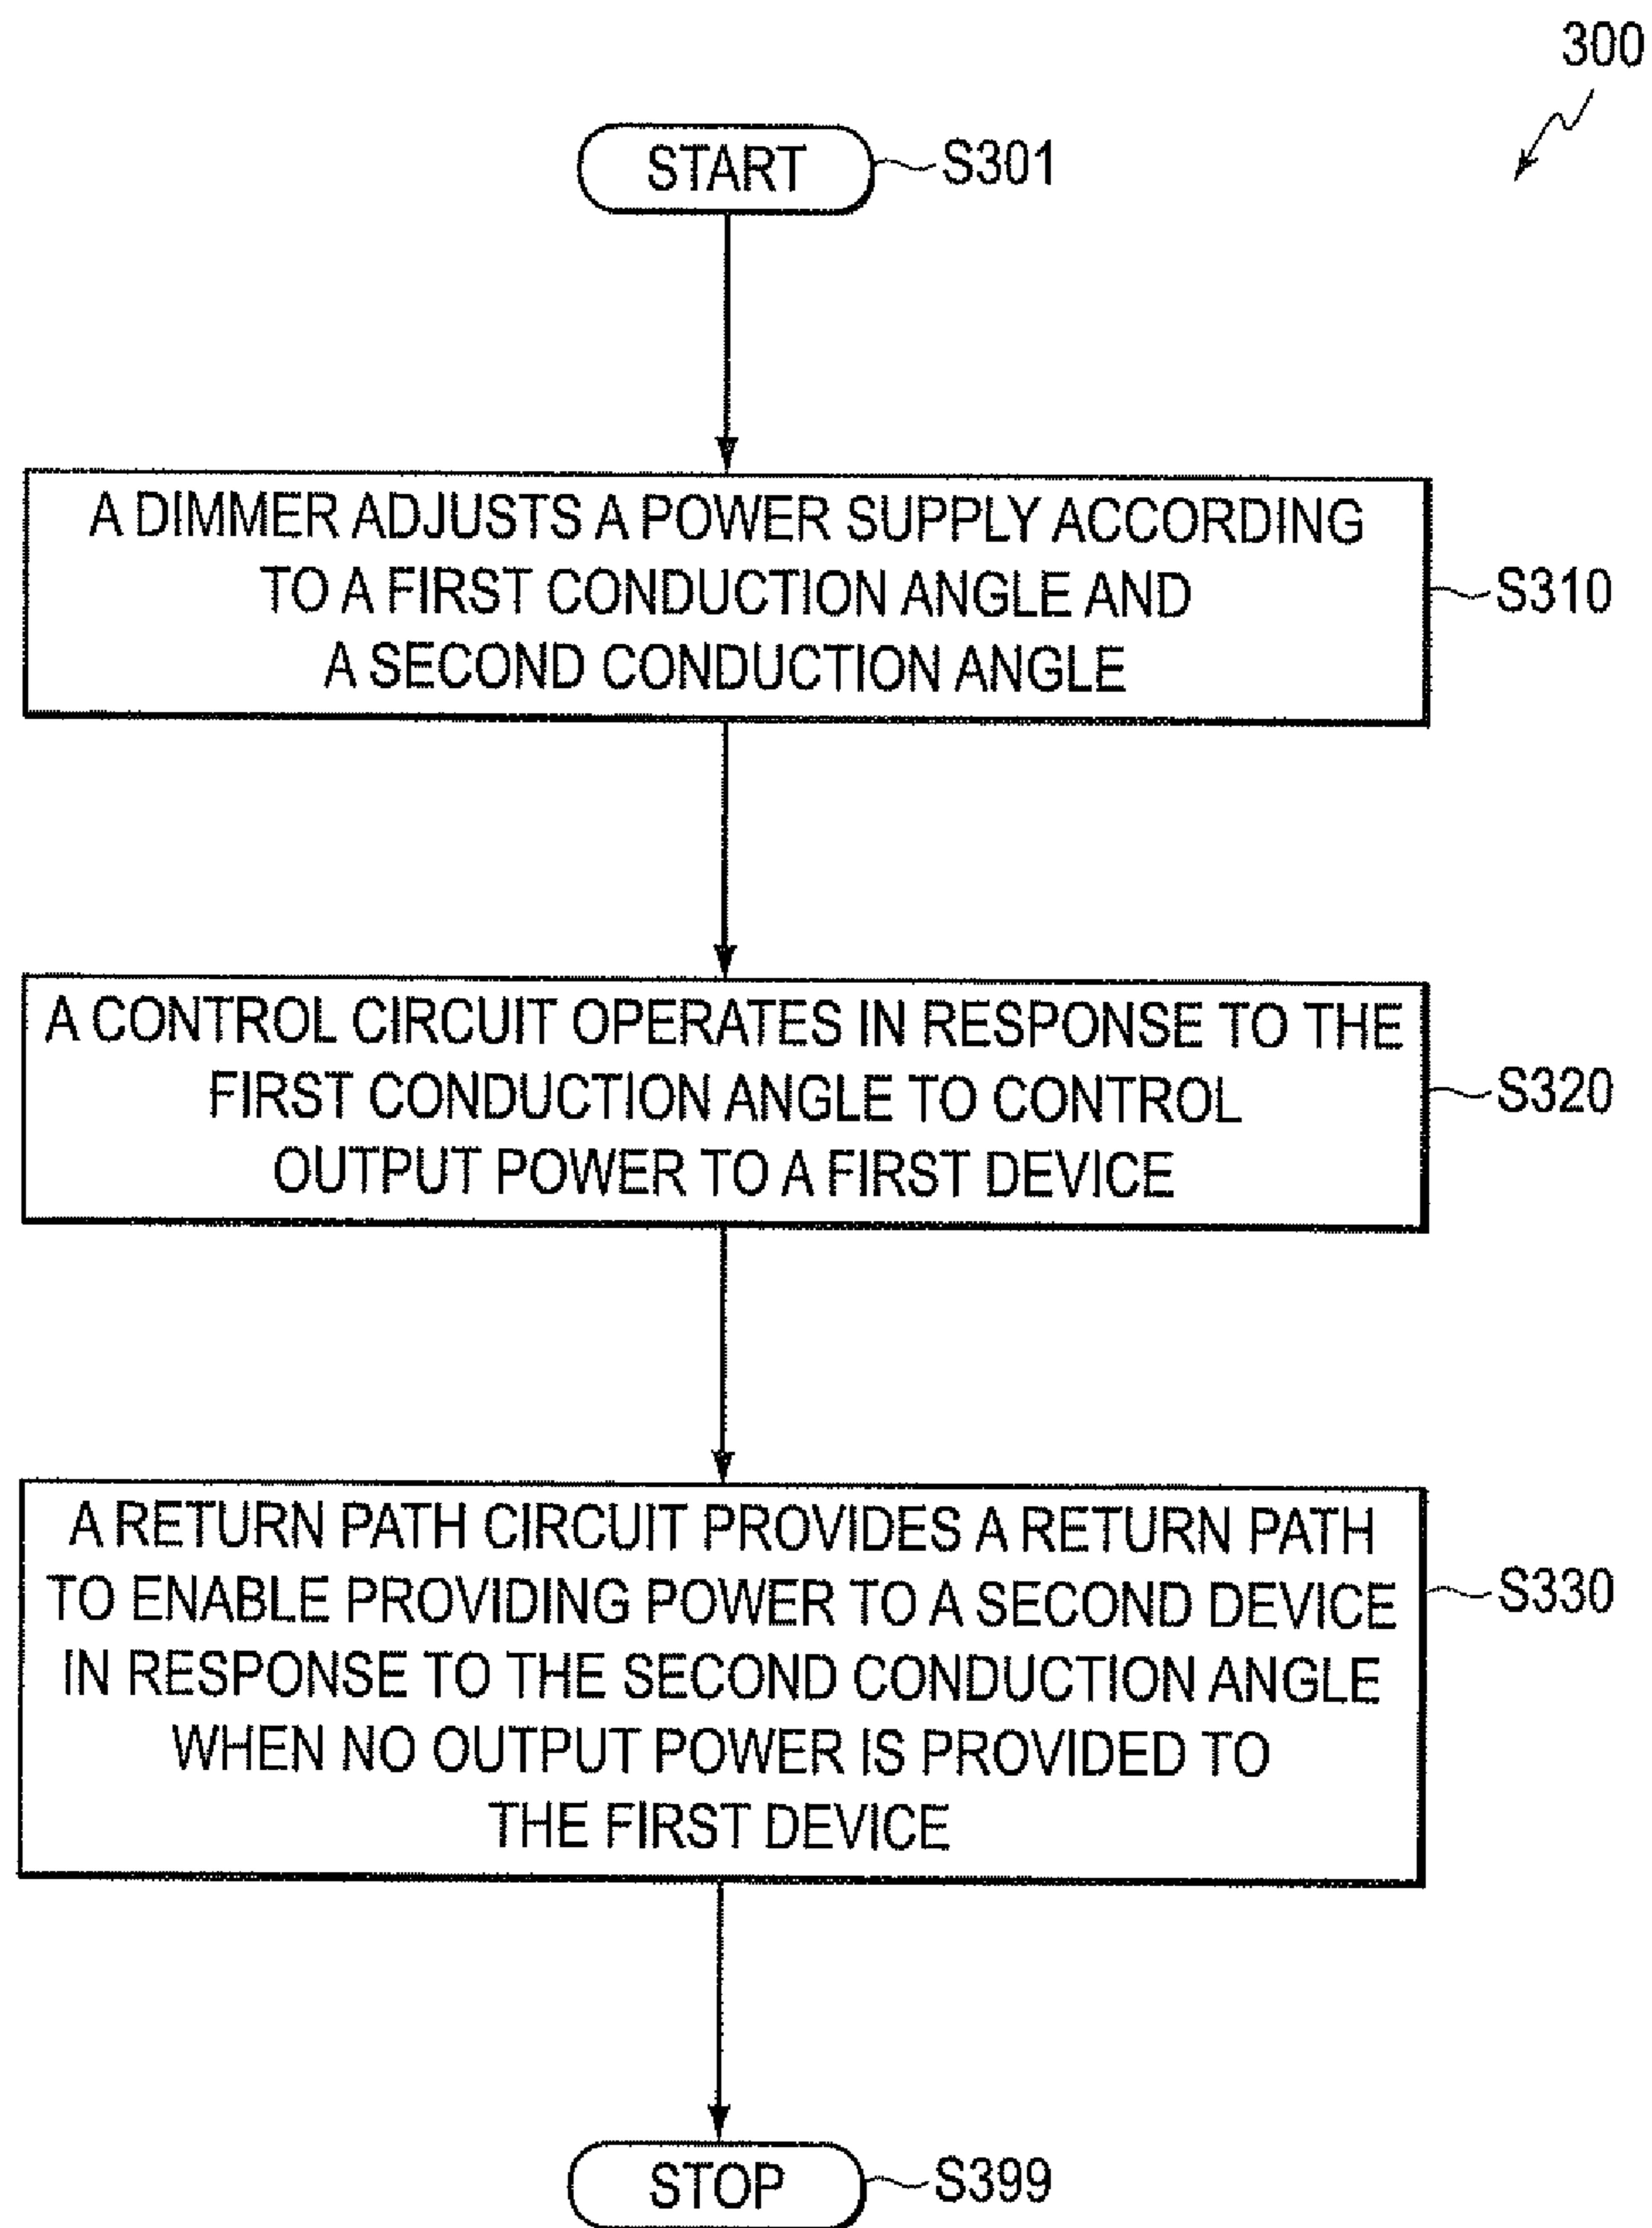 300
START
S301
A DIMMER ADJUSTS A POWER SUPPLY ACCORDING
TO A FIRST CONDUCTION ANGLE AND
A SECOND CONDUCTION ANGLE
S310
A CONTROL CIRCUIT OPERATES IN RESPONSE TO THE
FIRST CONDUCTION ANGLE TO CONTROL
OUTPUT POWER TO A FIRST DEVICE
S320
A RETURN PATH CIRCUIT PROVIDES A RETURN PATH
TO ENABLE PROVIDING POWER TO A SECOND DEVICE
IN RESPONSE TO THE SECOND CONDUCTION ANGLE
WHEN NO OUTPUT POWER IS PROVIDED TO
THE FIRST DEVICE
S330
STOP
S399